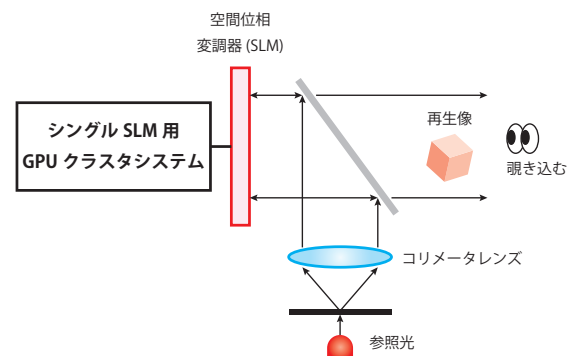 空間位相
変調器 (SLM)
シングル SLM 用
GPU クラスタシステム
再生像
覗き込む
コリメータレンズ
参照光